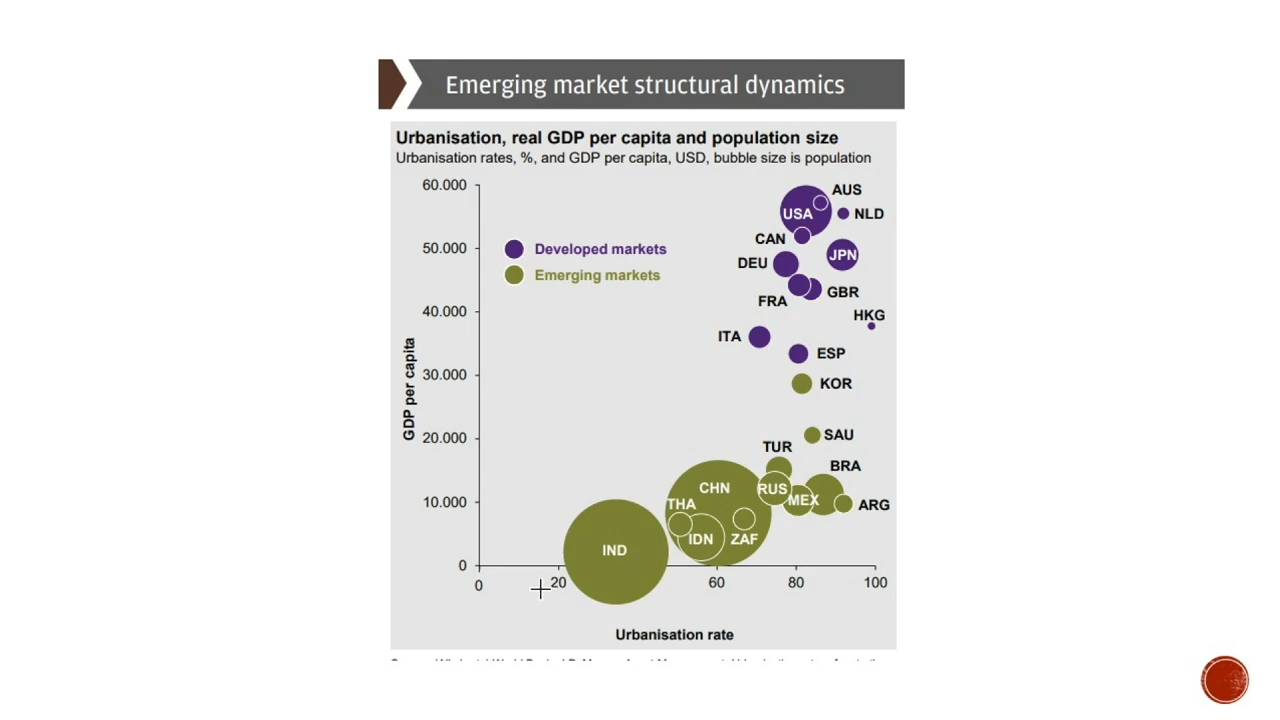 Emerging market structural dynamics
Urbanisation, real GDP per capita and population size
Urbanisation rates, %, and GDP per capita, USD, bubble size is population
60.000
50.000
40.000
30.000
20.000
10.000
0
GDP per capita
Developed markets
Emerging markets
AUS
USA
NLD
CAN
JPN
DEU
GBR
FRA
HKG
ITA
ESP
KOR
SAU
TUR
BRA
CHN
RUS
MEX
THA
ARG
IDN
ZAF
IND
0
20
60
80
100
Urbanisation rate